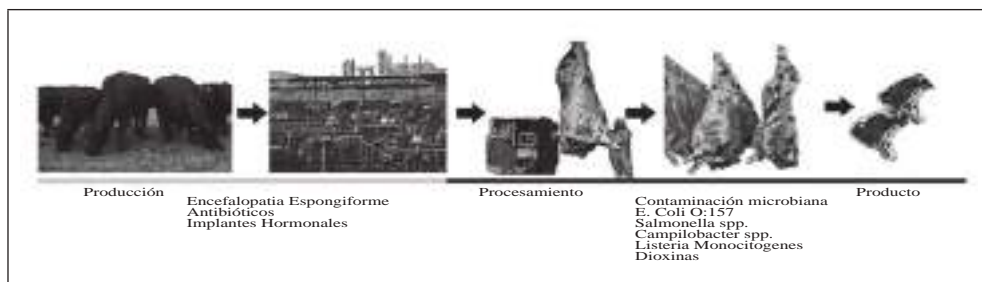 Producción
Encefalopatia Espongiforme
Antibióticos
Implantes Hormonales
Procesamiento
Contaminación microbiana
E. Coli O:157
Salmonella spp.
Campilobacter spp.
Listeria Monocitogenes
Dioxinas
Producto